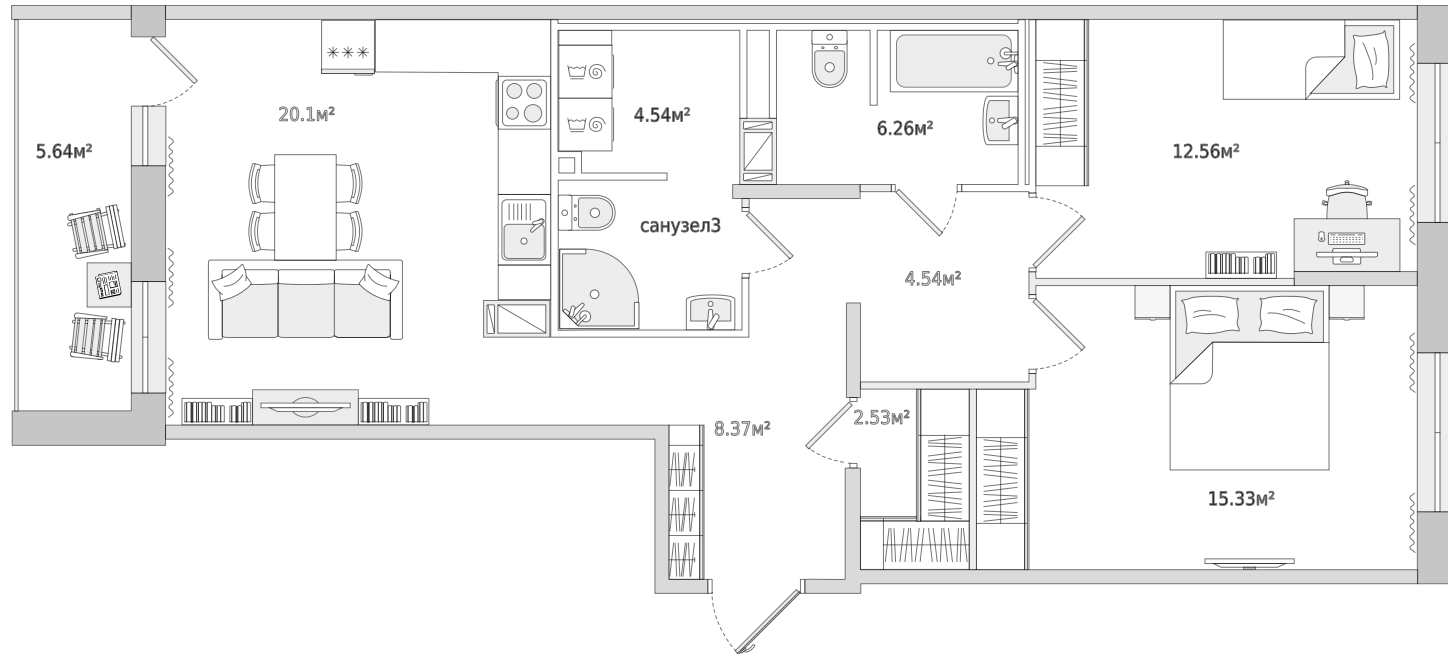 20.1м²
4.54м²
5.64м²
6.26м²
12.56м²
санузел3
4.54м²
2.53м²
8.37м²
15.33м²